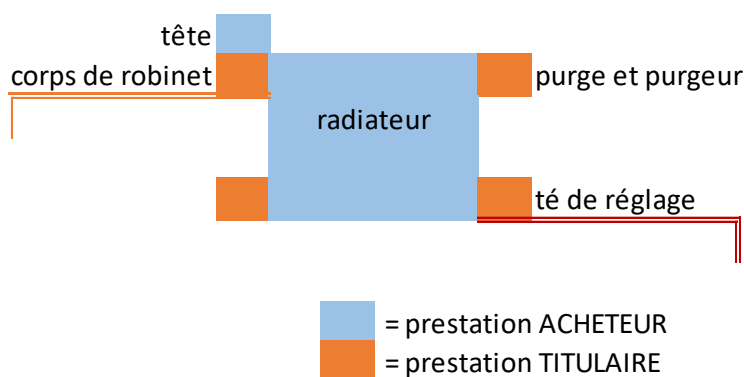 tête
corps de robinet
purge et purgeur
radiateur
té de réglage
= prestation ACHETEUR
= prestation TITULAIRE